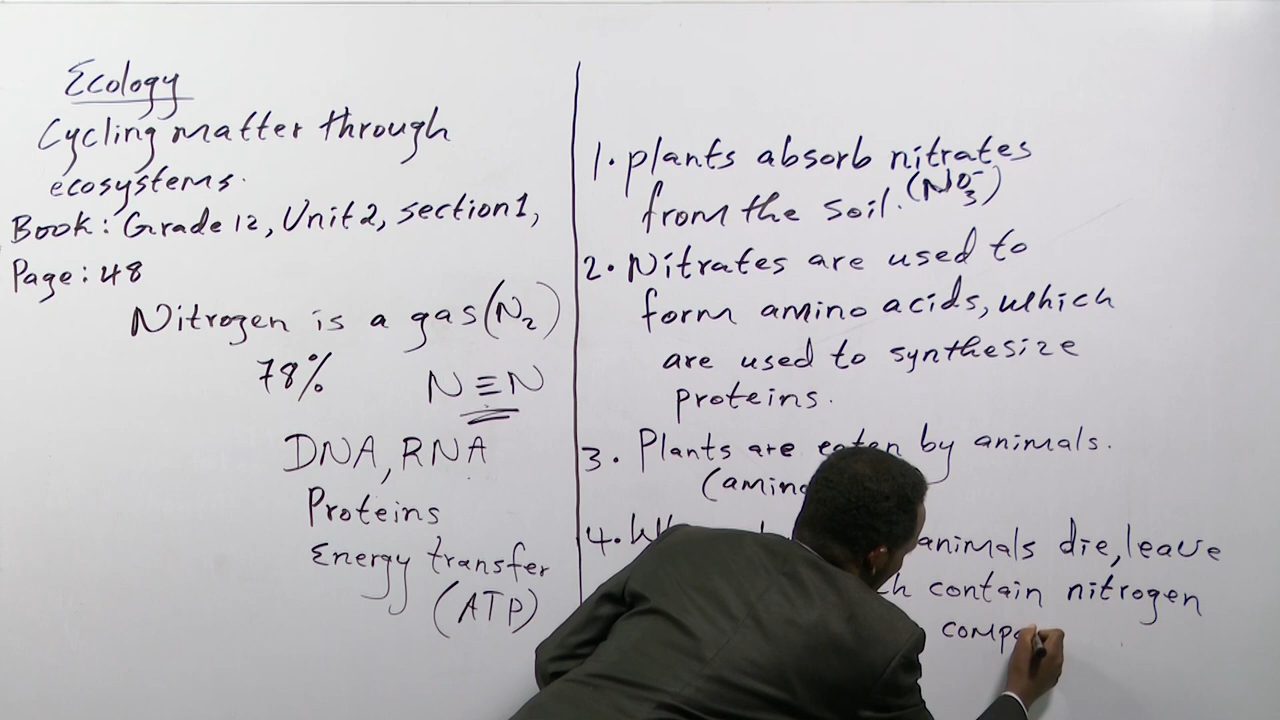 Ecology
Cycling matter through
ecosystems.
Book: Grade 12, Unit 2, section 1,
Page: 48
Nitrogen is a gas (N₂)
78% N≡N
DNA, RNA
Proteins
Energy transfer
(ATP)
1. plants absorb nitrates
from the soil. (NO₃⁻)
2. Nitrates are used to
form amino acids, which
are used to synthesize
proteins.
3. Plants are eaten by animals.
(amino
4. animals die, leave
contain nitrogen